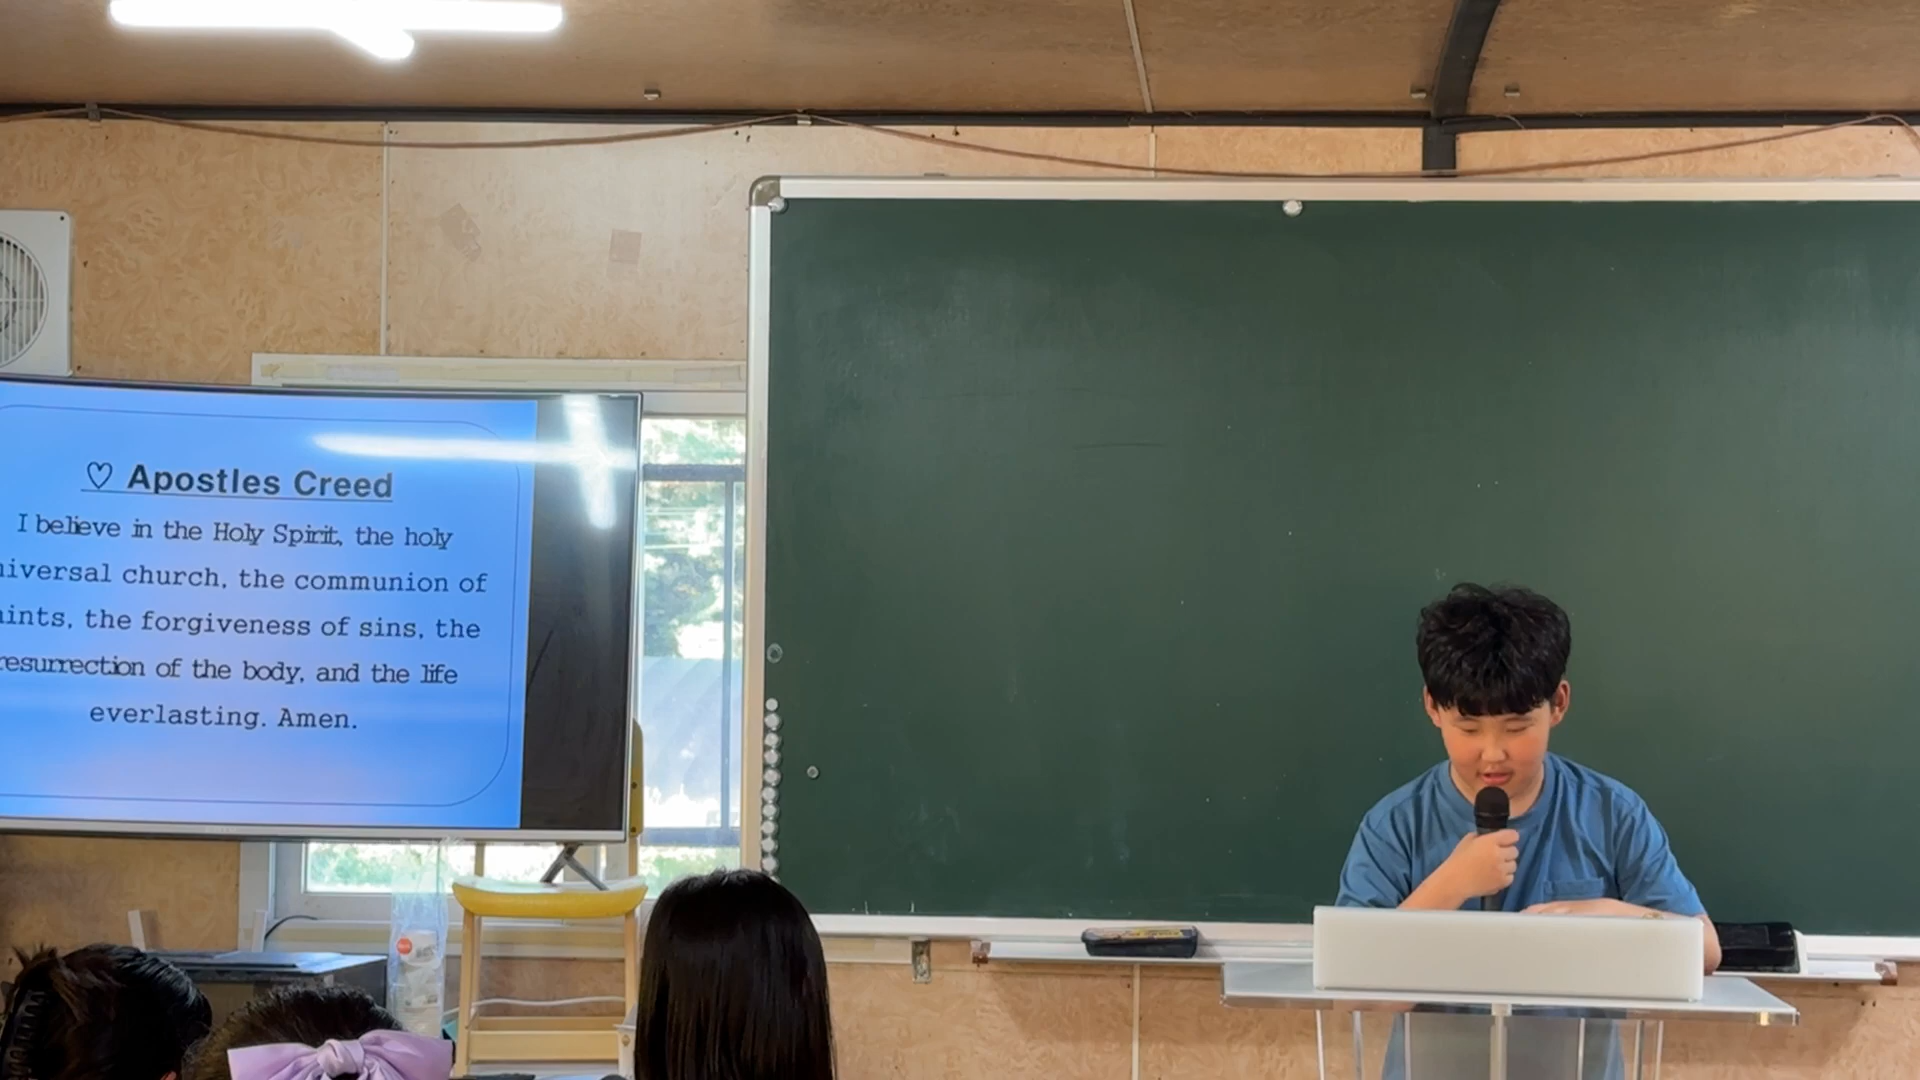 ♡ Apostles Creed
I believe in the Holy Spirit, the holy
iversal church, the communion of
ints, the forgiveness of sins, the
resurrection of the body, and the life
everlasting. Amen.